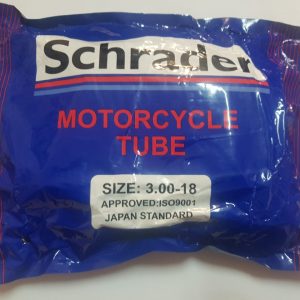 Schrader
MOTORCYCLE
TUBE
SIZE: 3.00-18
APPROVED:ISO9001
JAPAN STANDARD